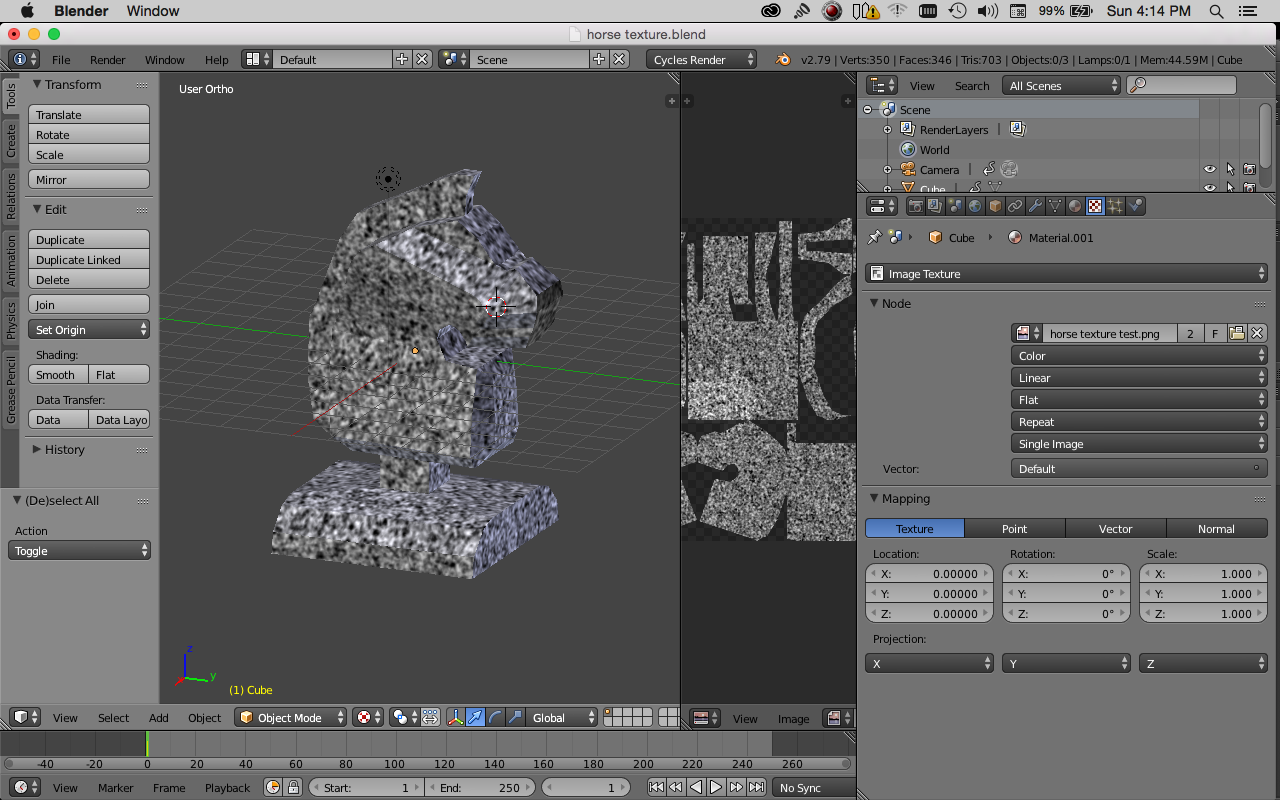 Blender Window 99% Sun 4:14 PM
horse texture.blend
File Render Window Help Default Scene Cycles Render v2.79 | Verts:350 | Faces:346 | Tris:703 | Objects:0/3 | Lamps:0/1 | Mem:44.59M | Cube
Tools
Create
Relations
Animation
Physics
Grease Pencil
Transform
Translate
Rotate
Scale
Mirror
Edit
Duplicate
Duplicate Linked
Delete
Join
Set Origin
Shading:
Smooth Flat
Data Transfer:
Data Data Layo
History
(De)select All
Action
Toggle
User Ortho
z
y
(1) Cube
View Select Add Object Object Mode Global
View Image
View Search All Scenes
Scene
RenderLayers
World
Camera
Cube
Cube Material.001
Image Texture
Node
horse texture test.png 2 F
Color
Linear
Flat
Repeat
Single Image
Vector: Default
Mapping
Texture Point Vector Normal
Location: Rotation: Scale:
X: 0.00000 X: 0° X: 1.000
Y: 0.00000 Y: 0° Y: 1.000
Z: 0.00000 Z: 0° Z: 1.000
Projection:
X Y Z
-40 -20 0 20 40 60 80 100 120 140 160 180 200 220 240 260
View Marker Frame Playback Start: 1 End: 250 1 No Sync